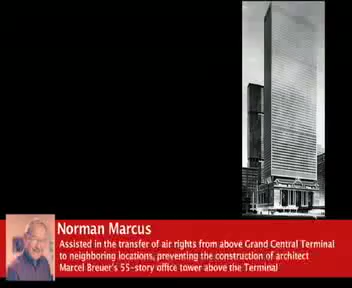 Norman Marcus
Assisted in the transfer of air rights from above Grand Central Terminal
to neighboring locations, preventing the construction of architect
Marcel Breuer's 55-story office tower above the Terminal